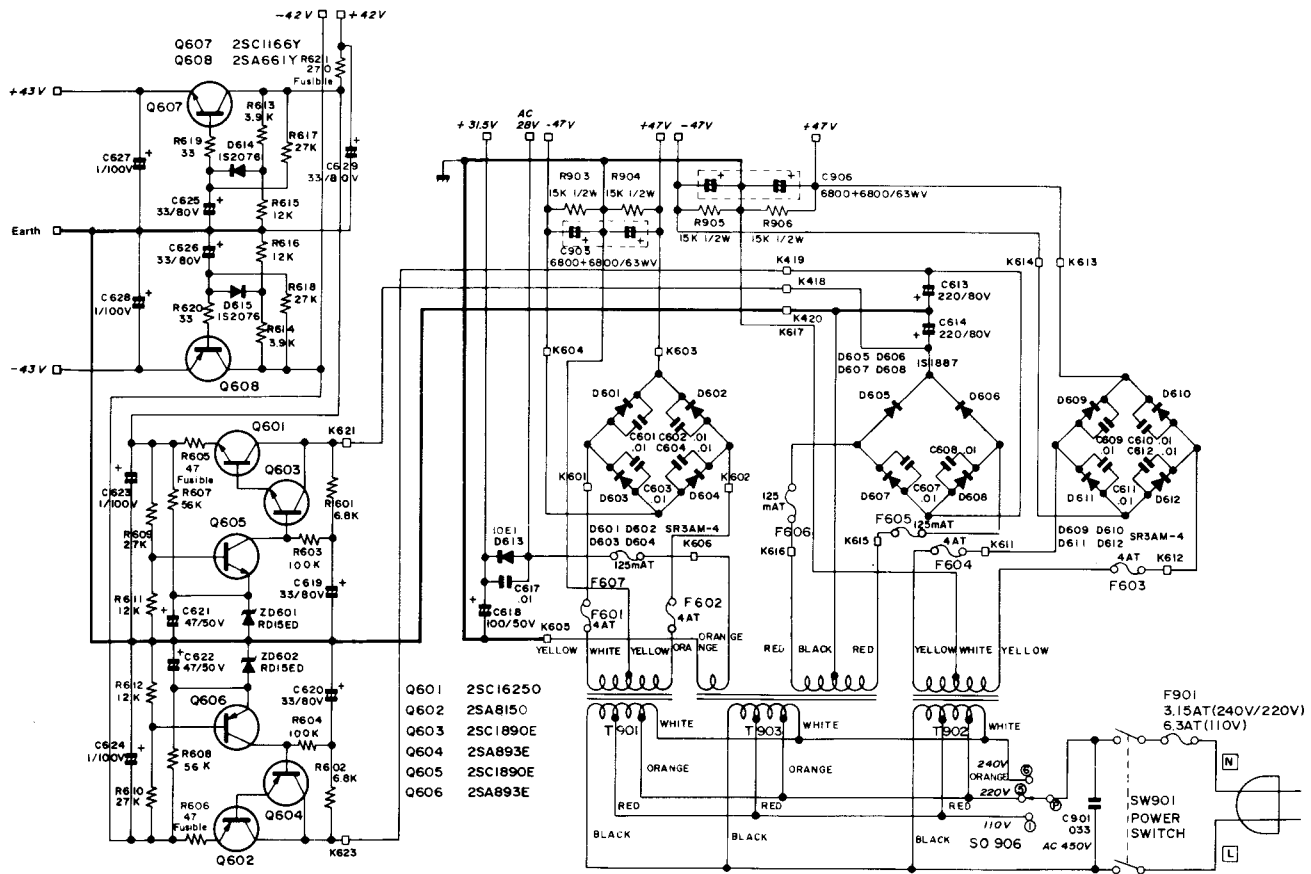 -42V
+42V
Q607 2SC1166Y
Q608 2SA661Y
R621
270
Fusible
+43V
Q607
R613
3.9K
R619
33
D614
1S2076
R617
27K
C627
1/100V
C629
33/80V
C625
33/80V
R615
12K
Earth
C626
33/80V
R616
12K
C628
1/100V
R620
33
D615
1S2076
R618
27K
R614
3.9K
-43V
Q608
+31.5V
AC
28V
-47V
+47V
-47V
+47V
R903
15K 1/2W
R904
15K 1/2W
C906
6800+6800/63WV
R905
15K 1/2W
R906
15K 1/2W
C905
6800+6800/63WV
K419
K418
K420
K617
K614
K613
C613
220/80V
C614
220/80V
K604
K603
D605 D606
D607 D608
1S1887
D601
D602
C601
.01
C602
.01
C603
.01
C604
.01
D603
D604
K601
K602
D605
D606
C607
.01
C608
.01
D607
D608
D609
D610
C609
.01
C610
.01
C611
.01
C612
.01
D611
D612
Q601
K621
R605
47
Fusible
Q603
C623
1/100V
R607
56K
R601
6.8K
R609
27K
Q605
R603
100K
R611
12K
C621
47/50V
ZD601
RD15ED
C619
33/80V
C622
47/50V
ZD602
RD15ED
R612
12K
C620
33/80V
Q606
R604
100K
C624
1/100V
R608
56K
R602
6.8K
R610
27K
R606
47
Fusible
Q604
Q602
K623
10E1
D613
D601 D602
D603 D604
SR3AM-4
K606
125mAT
F607
C617
.01
C618
100/50V
K605
F601
4AT
F602
4AT
125
mAT
F606
K616
K615
F605
125mAT
4AT
F604
K611
D609 D610
D611 D612
SR3AM-4
4AT
K612
F603
YELLOW
WHITE
YELLOW
ORANGE
ORANGE
RED
BLACK
RED
YELLOW
WHITE
YELLOW
Q601 2SC1625O
Q602 2SA815O
Q603 2SC1890E
Q604 2SA893E
Q605 2SC1890E
Q606 2SA893E
T901
WHITE
T903
WHITE
T902
WHITE
ORANGE
ORANGE
RED
RED
RED
BLACK
BLACK
BLACK
240V
ORANGE
⑥
220V
⑤
P
110V
①
SO 906
C901
.033
AC 450V
SW901
POWER
SWITCH
F901
3.15AT(240V/220V)
6.3AT(110V)
N
L